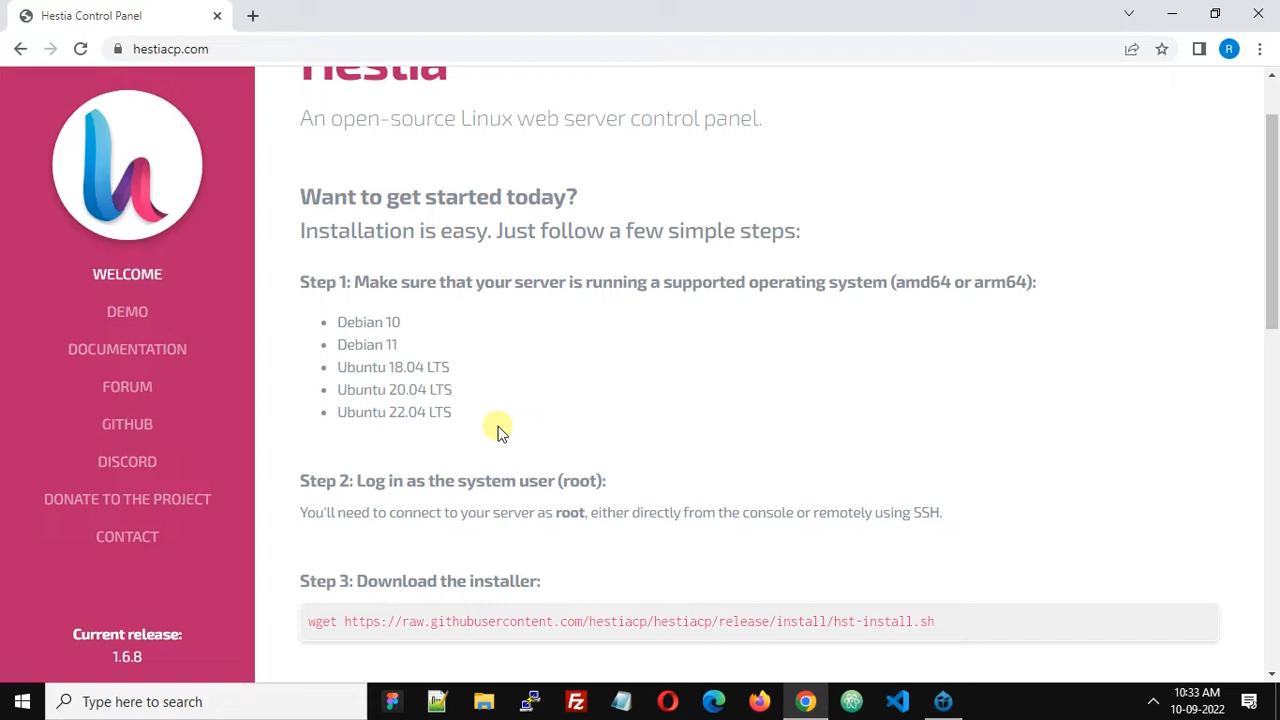 Hestia Control Panel
hestiacp.com
R
Hestia
An open-source Linux web server control panel.
Want to get started today?
Installation is easy. Just follow a few simple steps:
Step 1: Make sure that your server is running a supported operating system (amd64 or arm64):
• Debian 10
• Debian 11
• Ubuntu 18.04 LTS
• Ubuntu 20.04 LTS
• Ubuntu 22.04 LTS
Step 2: Log in as the system user (root):
You'll need to connect to your server as root, either directly from the console or remotely using SSH.
Step 3: Download the installer:
wget https://raw.githubusercontent.com/hestiacp/hestiacp/release/install/hst-install.sh
WELCOME
DEMO
DOCUMENTATION
FORUM
GITHUB
DISCORD
DONATE TO THE PROJECT
CONTACT
Current release:
1.6.8
Type here to search
10:33 AM
10-09-2022